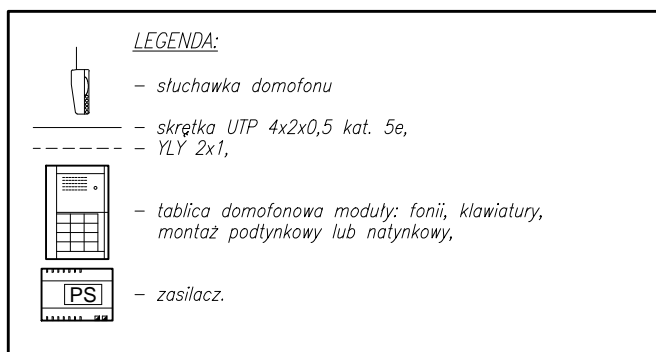 LEGENDA:
- słuchawka domofonu
- skrętka UTP 4x2x0,5 kat. 5e,
- YLY 2x1,
- tablica domofonowa moduły: fonii, klawiatury,
montaż podtynkowy lub natynkowy,
PS - zasilacz.